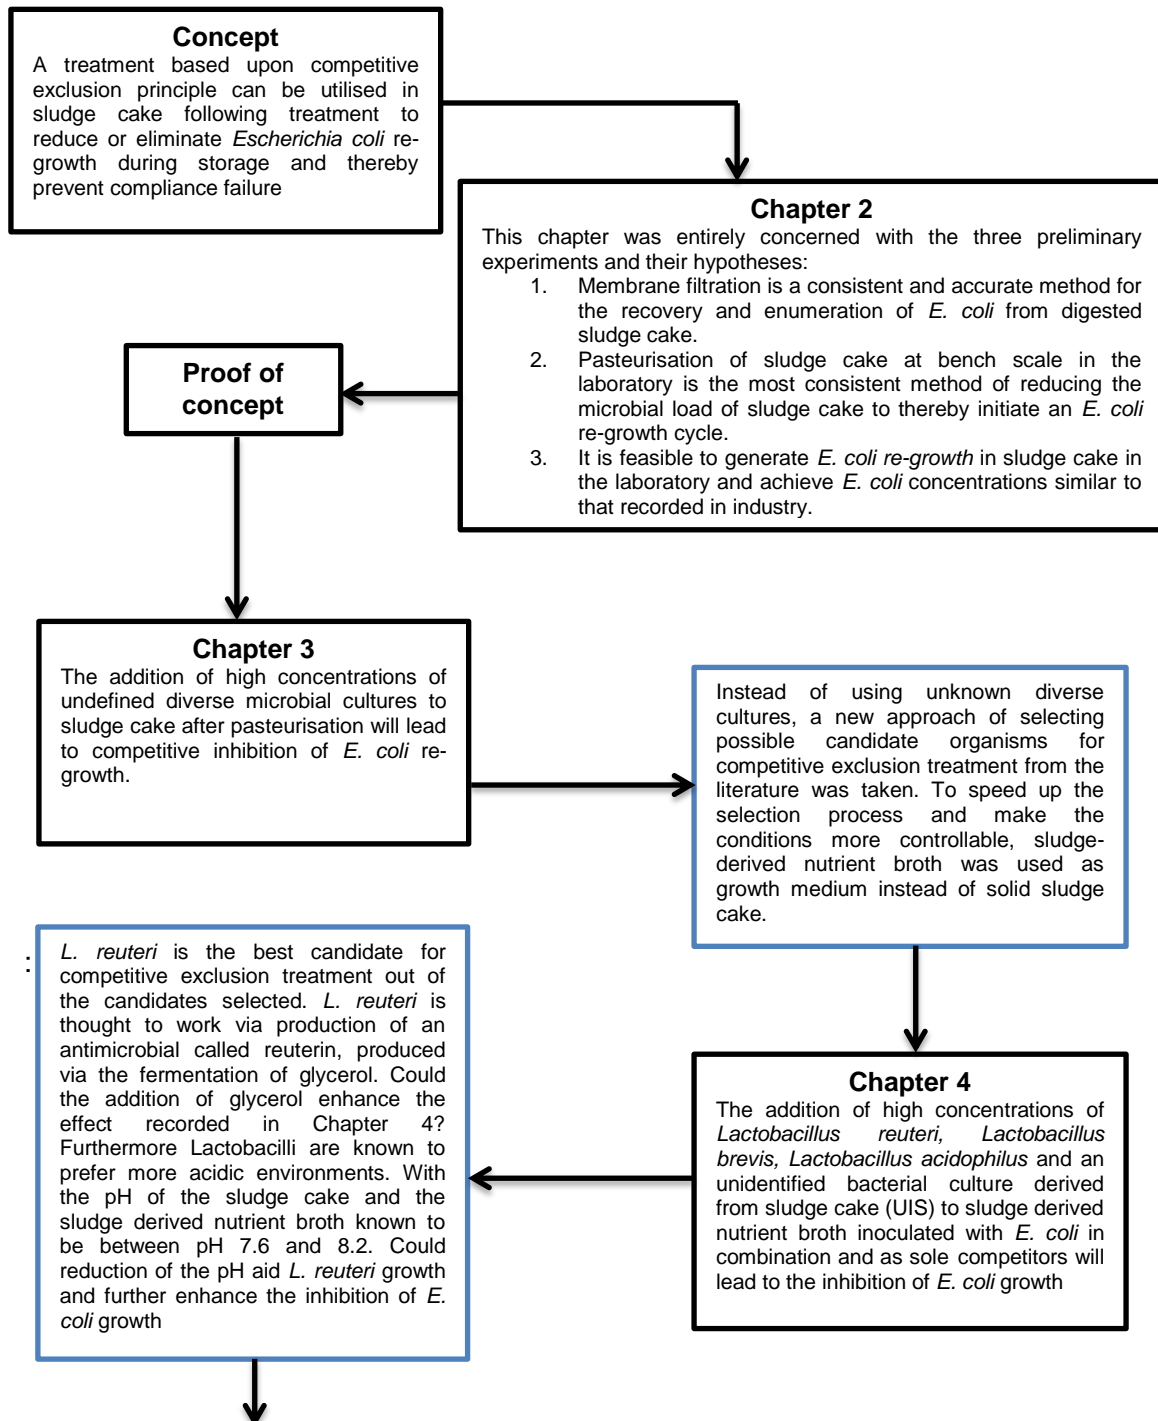 Concept
A treatment based upon competitive
exclusion principle can be utilised in
sludge cake following treatment to
reduce or eliminate Escherichia coli re-
growth during storage and thereby
prevent compliance failure
Chapter 2
This chapter was entirely concerned with the three preliminary
experiments and their hypotheses:
1. Membrane filtration is a consistent and accurate method for
the recovery and enumeration of E. coli from digested
sludge cake.
2. Pasteurisation of sludge cake at bench scale in the
laboratory is the most consistent method of reducing the
microbial load of sludge cake to thereby initiate an E. coli
re-growth cycle.
3. It is feasible to generate E. coli re-growth in sludge cake in
the laboratory and achieve E. coli concentrations similar to
that recorded in industry.
Proof of
concept
Chapter 3
The addition of high concentrations of
undefined diverse microbial cultures to
sludge cake after pasteurisation will lead
to competitive inhibition of E. coli re-
growth.
Instead of using unknown diverse
cultures, a new approach of selecting
possible candidate organisms for
competitive exclusion treatment from the
literature was taken. To speed up the
selection process and make the
conditions more controllable, sludge-
derived nutrient broth was used as
growth medium instead of solid sludge
cake.
Chapter 4
The addition of high concentrations of
Lactobacillus reuteri, Lactobacillus
brevis, Lactobacillus acidophilus and an
unidentified bacterial culture derived
from sludge cake (UIS) to sludge derived
nutrient broth inoculated with E. coli in
combination and as sole competitors will
lead to the inhibition of E. coli growth
:
L. reuteri is the best candidate for
competitive exclusion treatment out of
the candidates selected. L. reuteri is
thought to work via production of an
antimicrobial called reuterin, produced
via the fermentation of glycerol. Could
the addition of glycerol enhance the
effect recorded in Chapter 4?
Furthermore Lactobacilli are known to
prefer more acidic environments. With
the pH of the sludge cake and the
sludge derived nutrient broth known to
be between pH 7.6 and 8.2. Could
reduction of the pH aid L. reuteri growth
and further enhance the inhibition of E.
coli growth